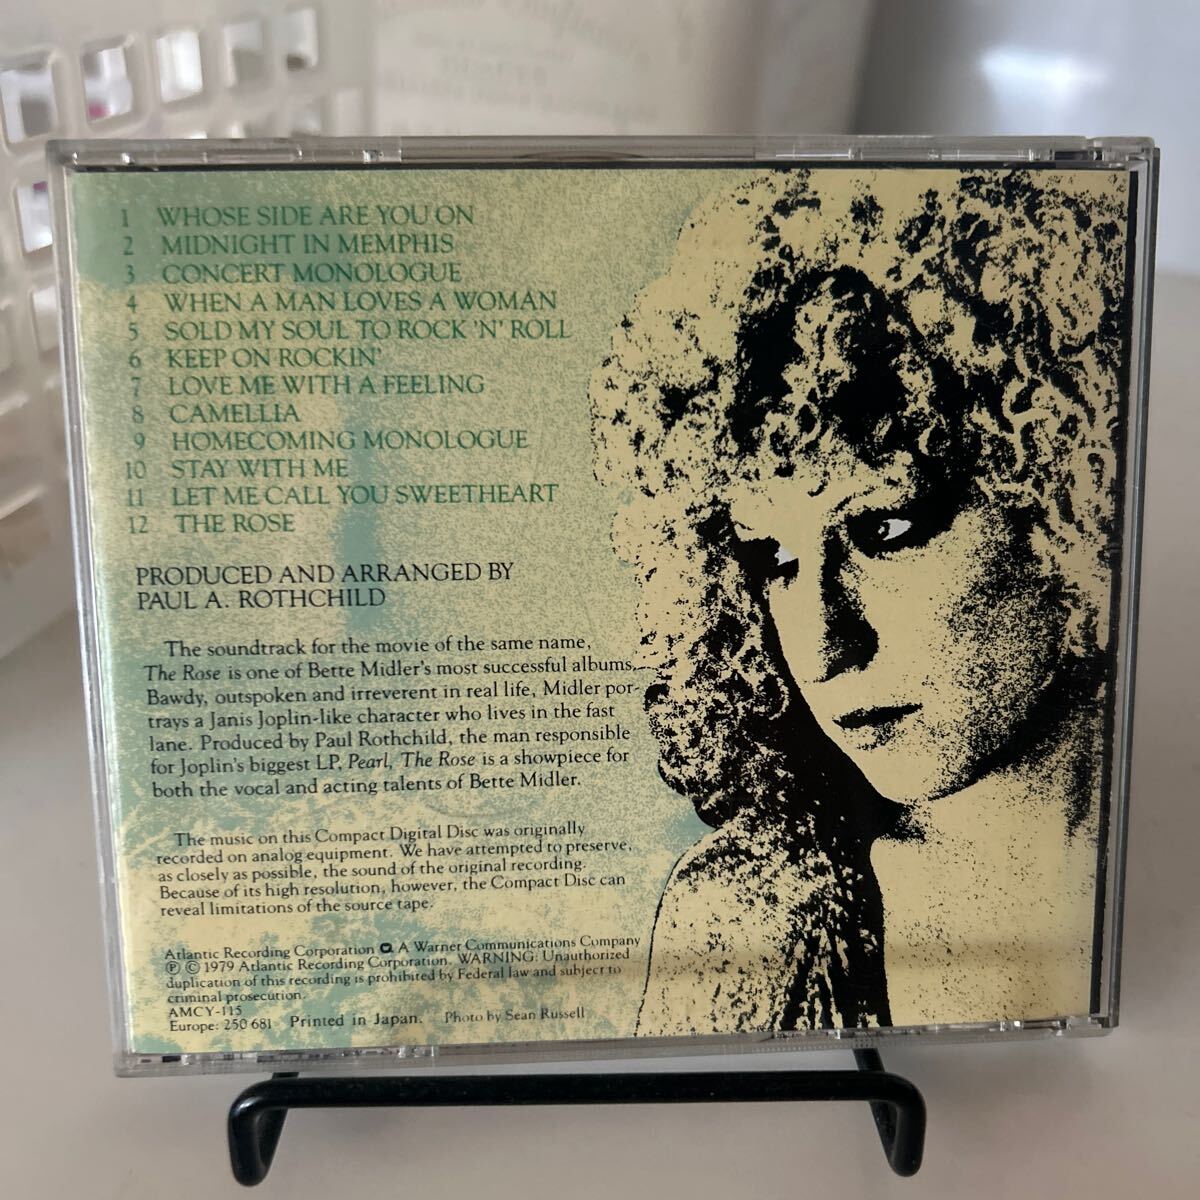 1 WHOSE SIDE ARE YOU ON
2 MIDNIGHT IN MEMPHIS
3 CONCERT MONOLOGUE
4 WHEN A MAN LOVES A WOMAN
5 SOLD MY SOUL TO ROCK 'N' ROLL
6 KEEP ON ROCKIN'
7 LOVE ME WITH A FEELING
8 CAMELLIA
9 HOMECOMING MONOLOGUE
10 STAY WITH ME
11 LET ME CALL YOU SWEETHEART
12 THE ROSE
PRODUCED AND ARRANGED BY
PAUL A. ROTHCHILD
The soundtrack for the movie of the same name,
The Rose is one of Bette Midler's most successful albums.
Bawdy, outspoken and irreverent in real life, Midler por-
trays a Janis Joplin-like character who lives in the fast
lane. Produced by Paul Rothchild, the man responsible
for Joplin's biggest LP, Pearl, The Rose is a showpiece for
both the vocal and acting talents of Bette Midler.
The music on this Compact Digital Disc was originally
recorded on analog equipment. We have attempted to preserve,
as closely as possible, the sound of the original recording.
Because of its high resolution, however, the Compact Disc can
reveal limitations of the source tape.
Atlantic Recording Corporation A Warner Communications Company
℗ © 1979 Atlantic Recording Corporation. WARNING: Unauthorized
duplication of this recording is prohibited by Federal law and subject to
criminal prosecution.
AMCY-115
Europe: 250 681 Printed in Japan. Photo by Sean Russell